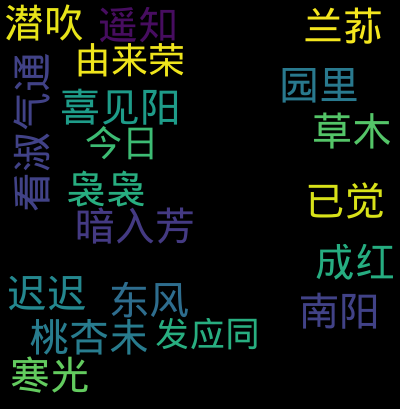 潜吹
遥知
兰荪
由来荣
园里
看淑气通
喜见阳
草木
今日
袅袅
已觉
暗入芳
成红
迟迟
东风
南阳
桃杏未
发应同
寒光